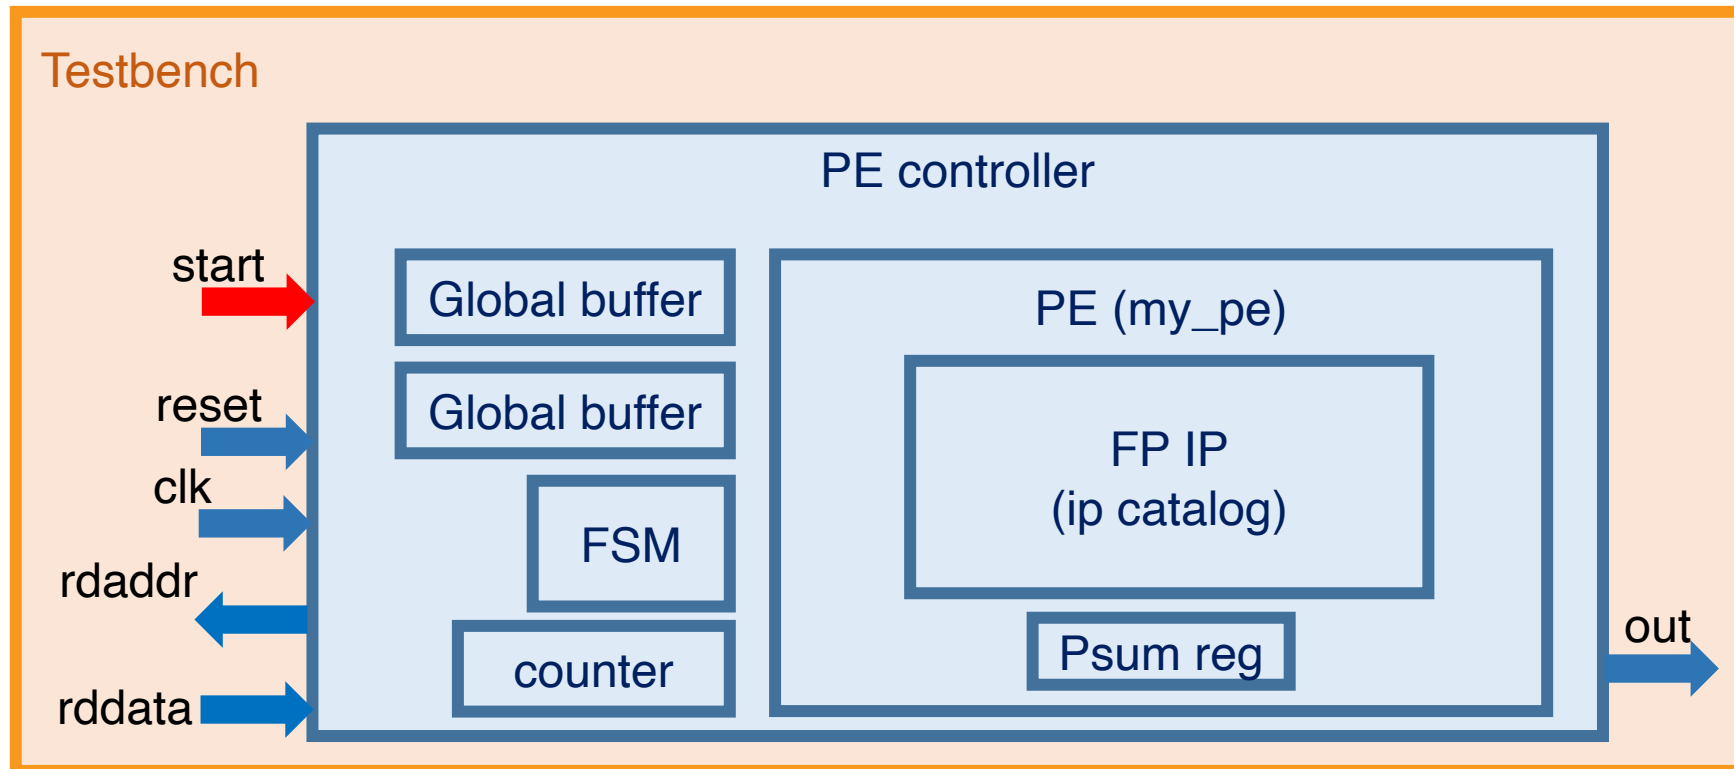 Testbench
PE controller
start
Global buffer
PE (my_pe)
reset
Global buffer
FP IP
(ip catalog)
clk
FSM
rdaddr
out
counter
Psum reg
rddata